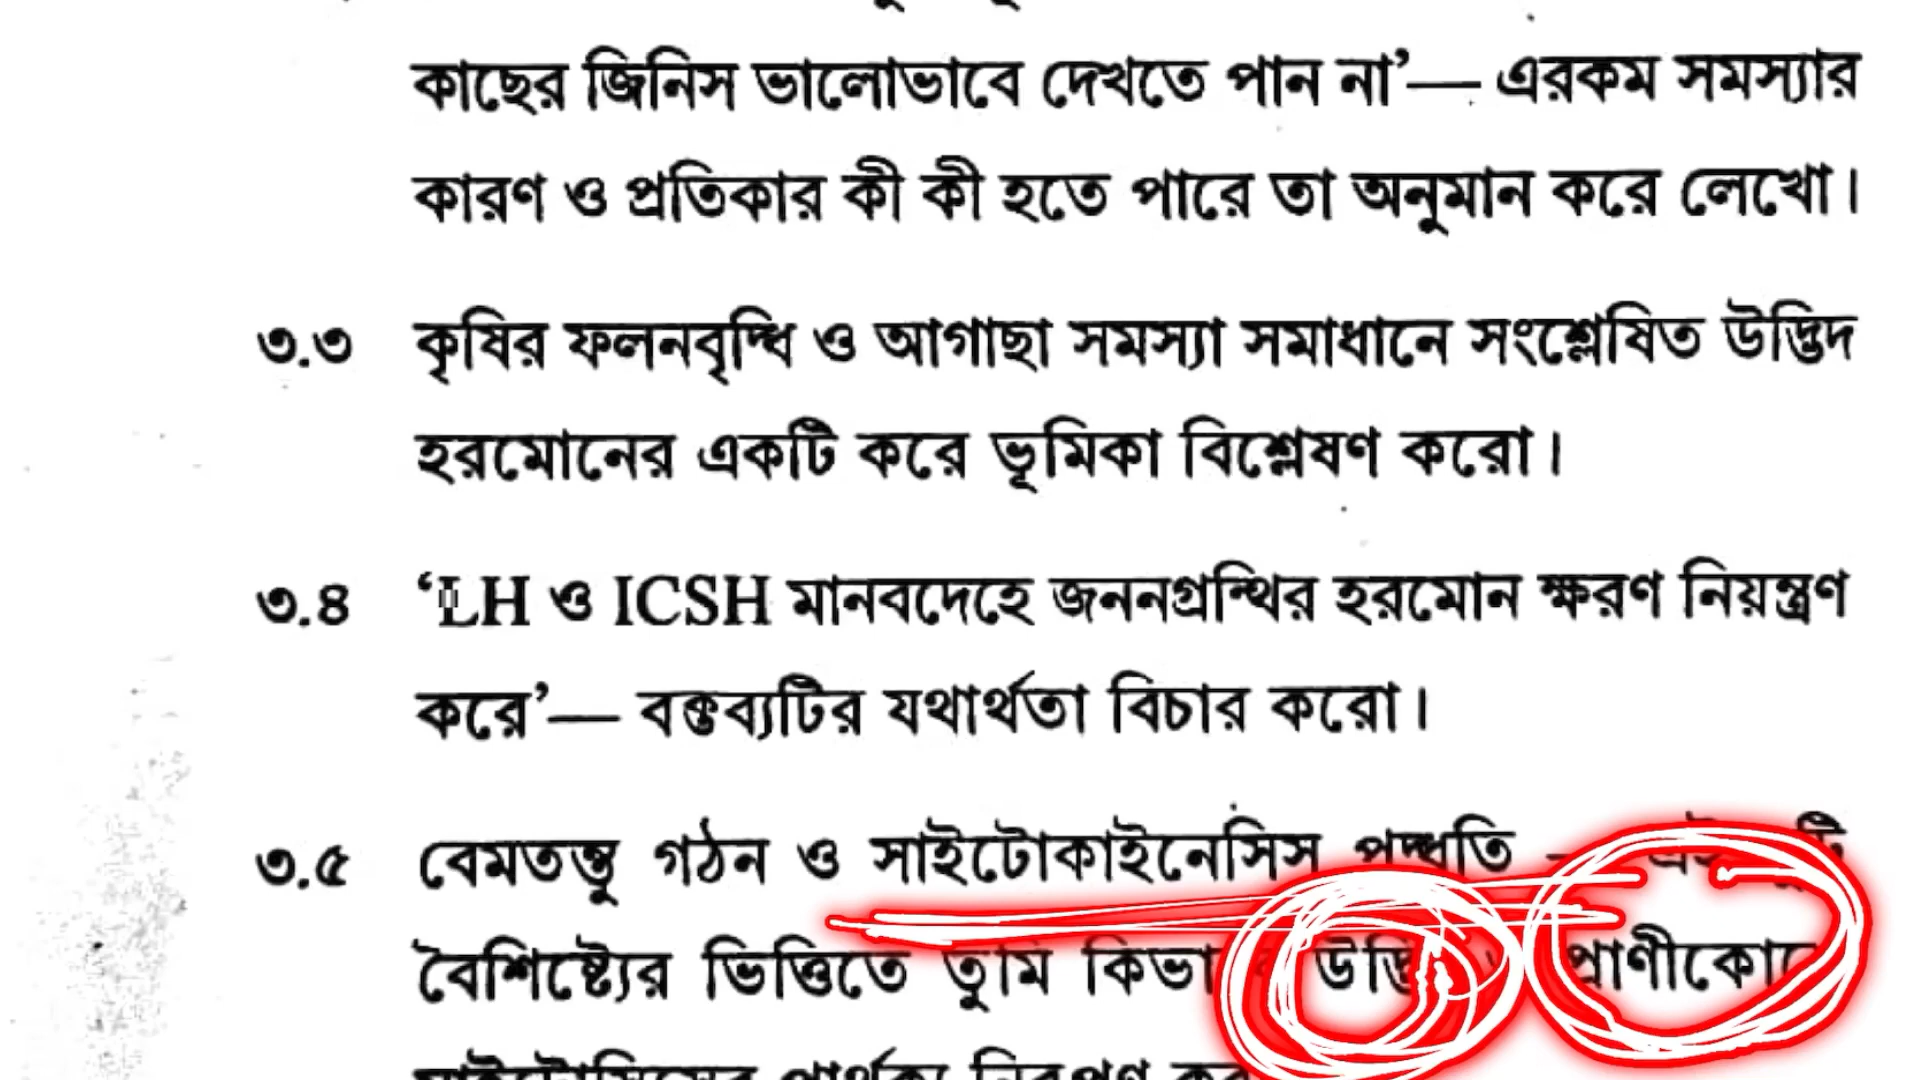 কাছের জিনিস ভালোভাবে দেখতে পান না’— এরকম সমস্যার
কারণ ও প্রতিকার কী কী হতে পারে তা অনুমান করে লেখো।
৩.৩ কৃষির ফলনবৃদ্ধি ও আগাছা সমস্যা সমাধানে সংশ্লেষিত উদ্ভিদ
হরমোনের একটি করে ভূমিকা বিশ্লেষণ করো।
৩.৪ ‘LH ও ICSH মানবদেহে জননগ্রন্থির হরমোন ক্ষরণ নিয়ন্ত্রণ
করে’— বক্তব্যটির যথার্থতা বিচার করো।
৩.৫ বেমতন্তু গঠন ও সাইটোকাইনেসিস পদ্ধতি —
বৈশিষ্ট্যের ভিত্তিতে তুমি
পার্থক্য নিরূপণ